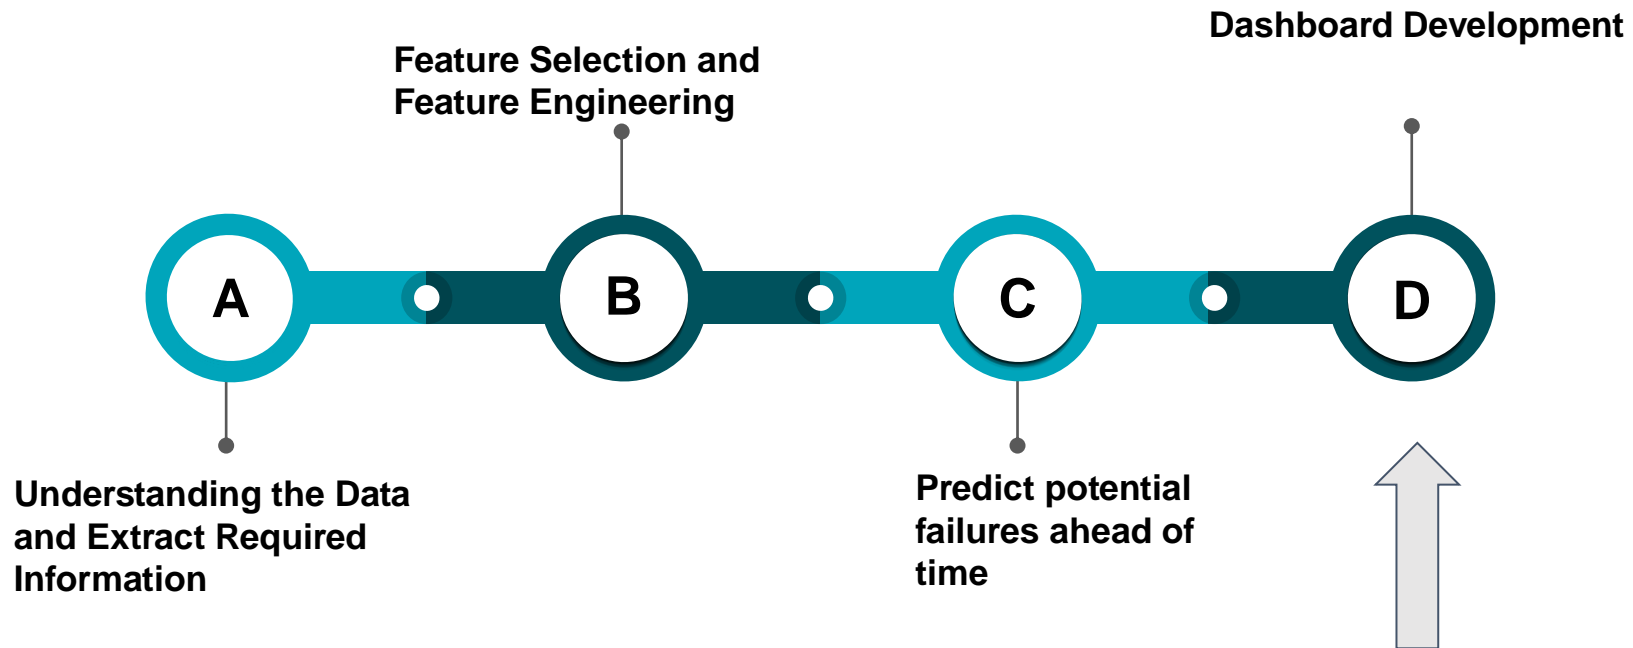 Dashboard Development
Feature Selection and
Feature Engineering
A
B
C
D
Understanding the Data
and Extract Required
Information
Predict potential
failures ahead of
time